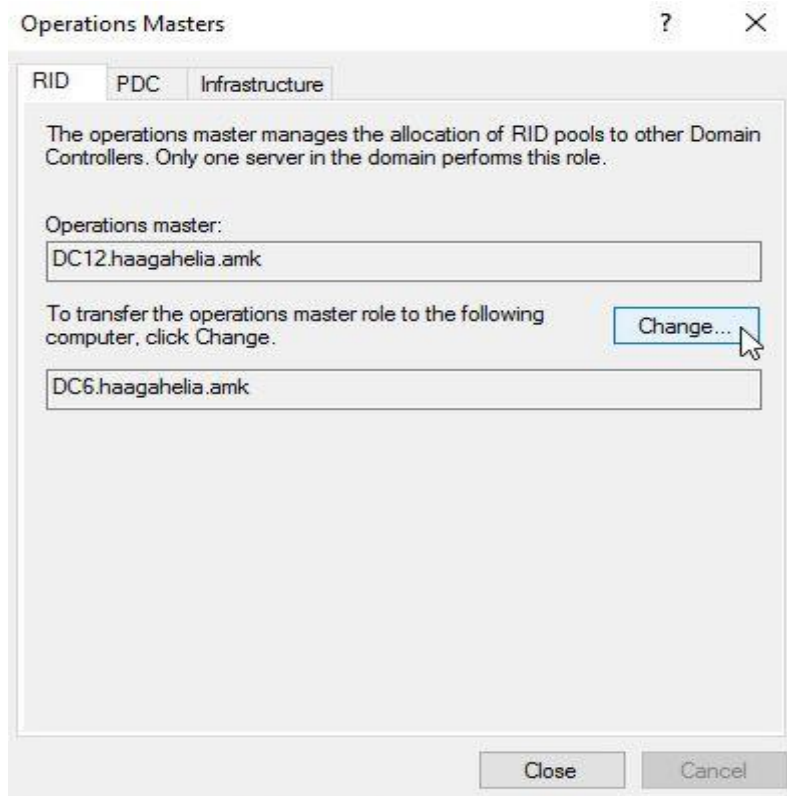 Operations Masters
RID PDC Infrastructure
The operations master manages the allocation of RID pools to other Domain
Controllers. Only one server in the domain performs this role.
Operations master:
DC12.haagahelia.amk
To transfer the operations master role to the following
computer, click Change.
Change...
DC6.haagahelia.amk
Close Cancel